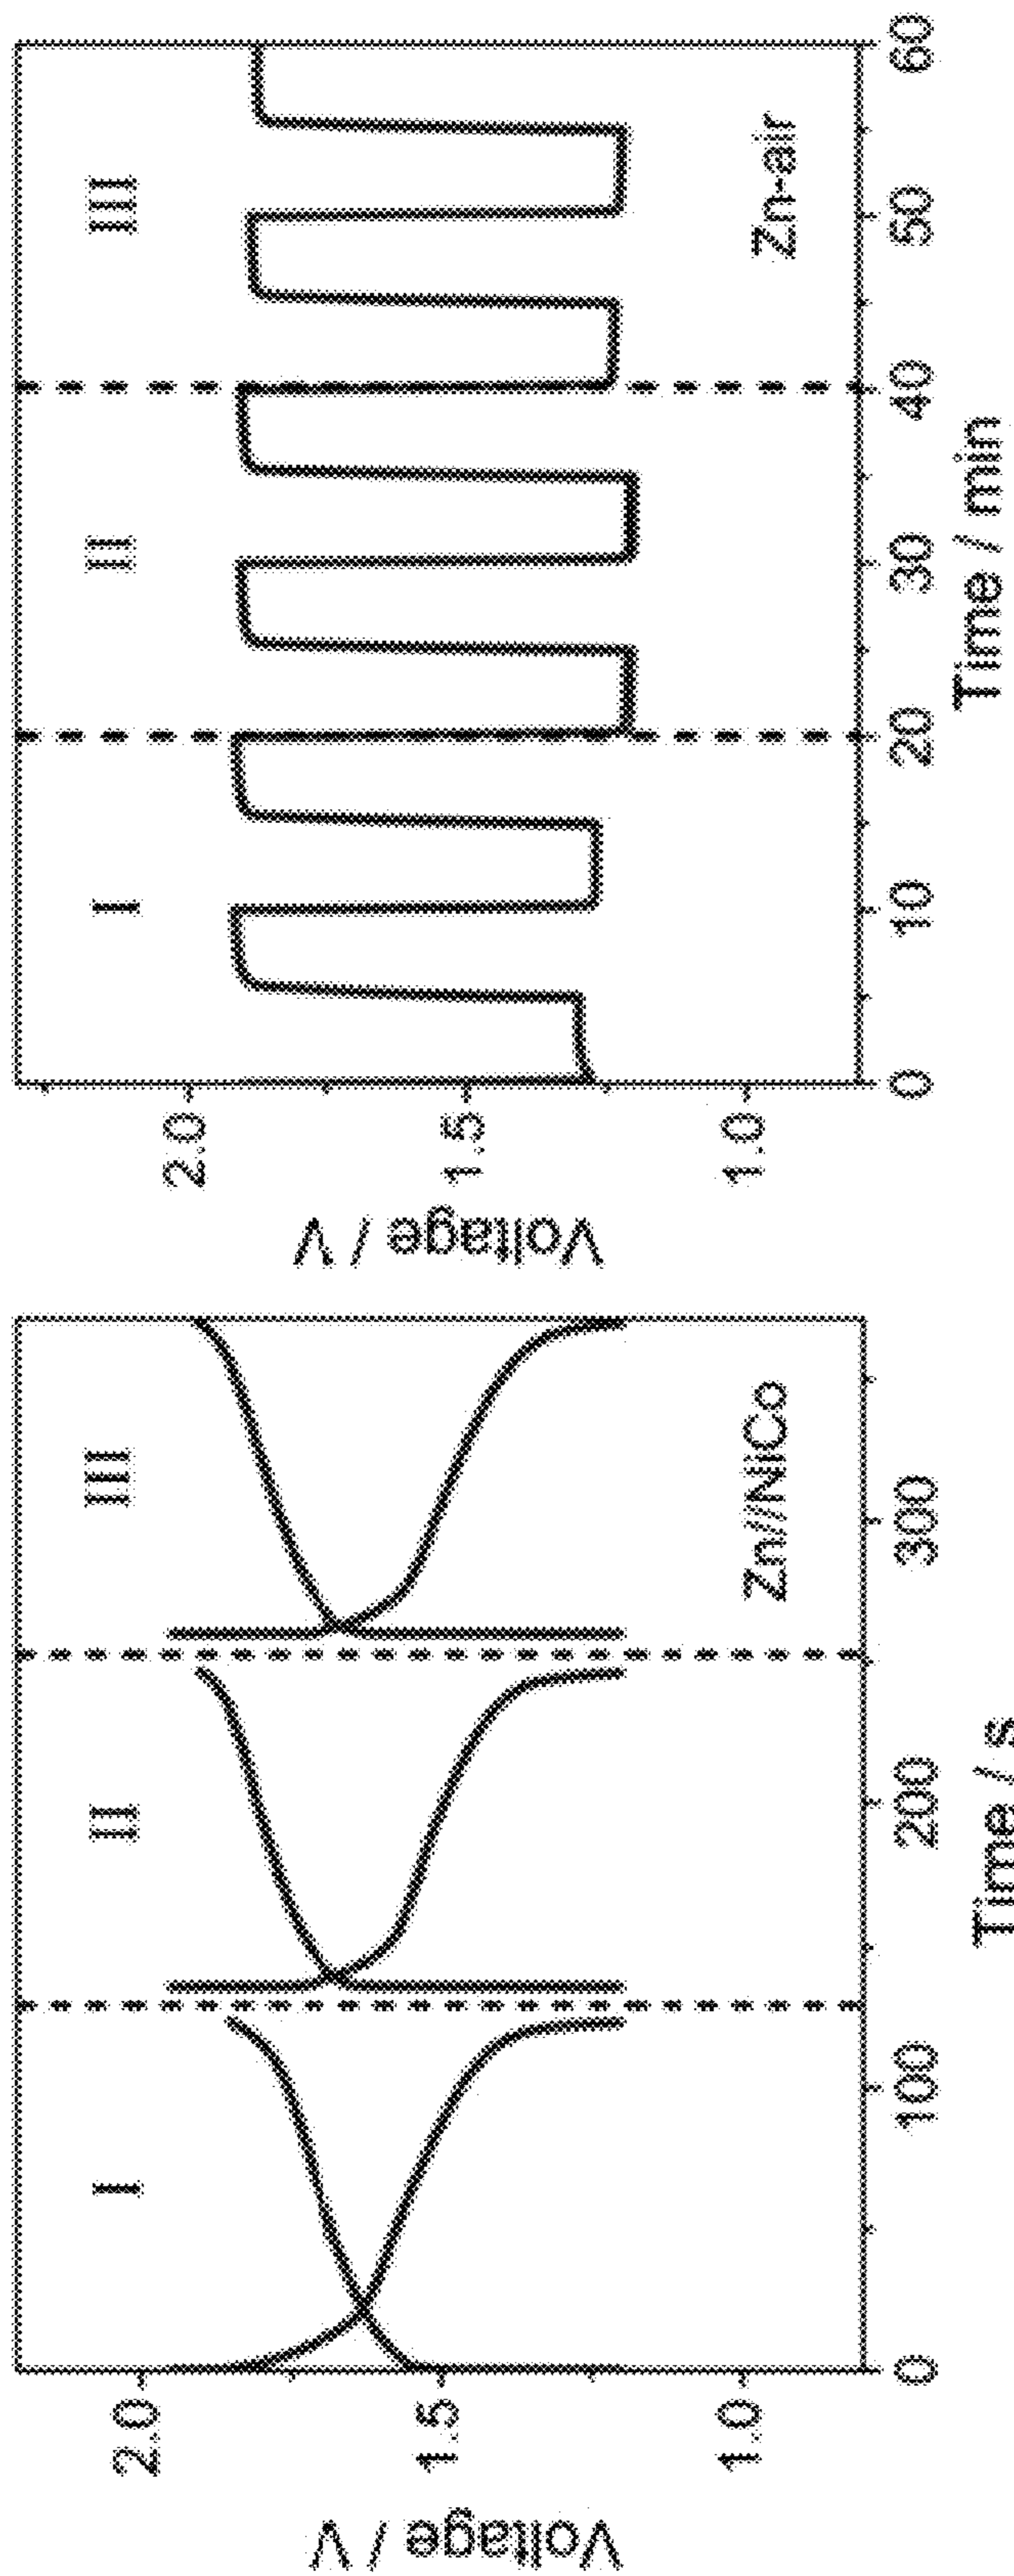 Voltage / V
2.0
1.5
1.0
I
II
III
Zn//NiCo
0
100
200
300
Time / s
Voltage / V
2.0
1.5
1.0
I
II
III
Zn-air
0
10
20
30
40
50
60
Time / min